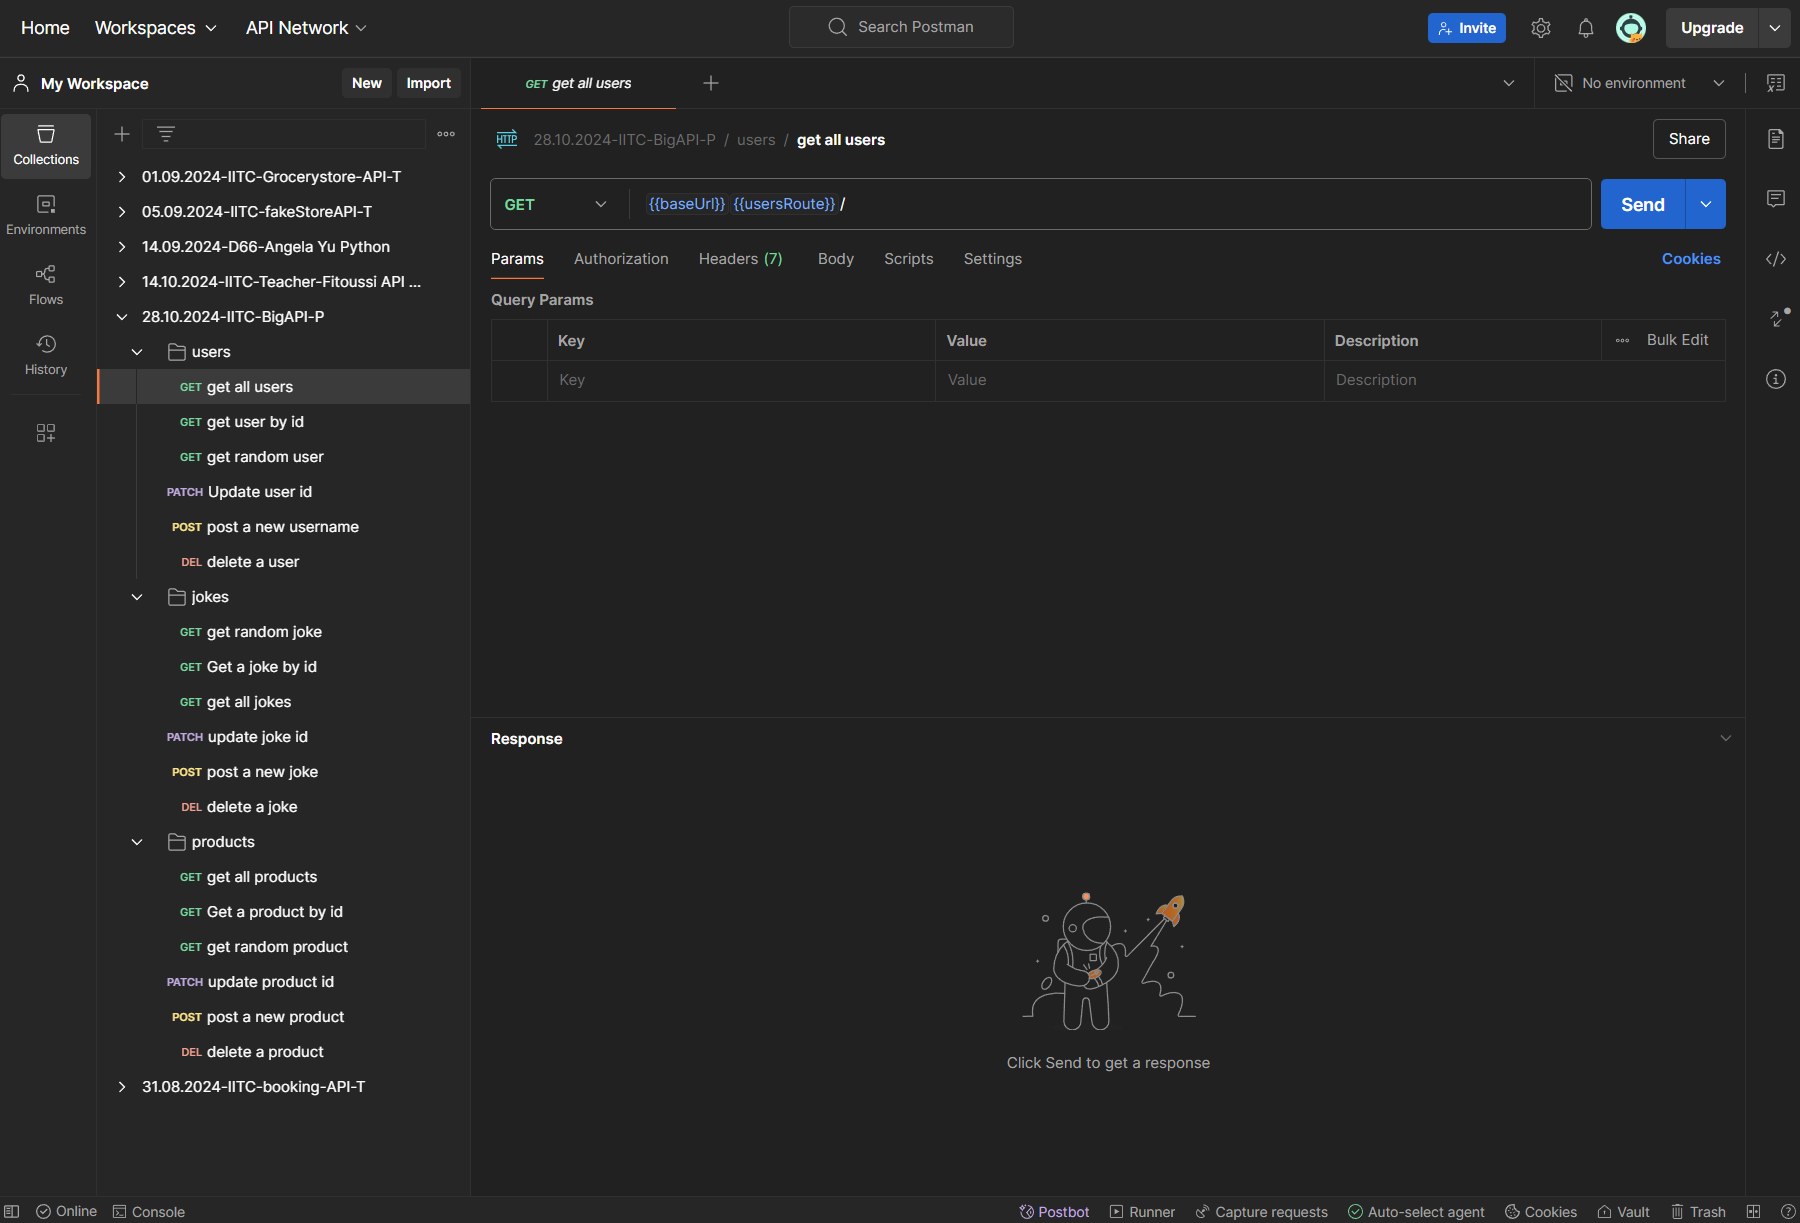 Home Workspaces API Network Search Postman Invite Upgrade
My Workspace New Import GET get all users No environment
Collections
Environments
Flows
History
01.09.2024-IITC-Grocerystore-API-T
05.09.2024-IITC-fakeStoreAPI-T
14.09.2024-D66-Angela Yu Python
14.10.2024-IITC-Teacher-Fitoussi API ...
28.10.2024-IITC-BigAPI-P
users
GET get all users
GET get user by id
GET get random user
PATCH Update user id
POST post a new username
DEL delete a user
jokes
GET get random joke
GET Get a joke by id
GET get all jokes
PATCH update joke id
POST post a new joke
DEL delete a joke
products
GET get all products
GET Get a product by id
GET get random product
PATCH update product id
POST post a new product
DEL delete a product
31.08.2024-IITC-booking-API-T
HTTP 28.10.2024-IITC-BigAPI-P / users / get all users Share
GET {{baseUrl}} {{usersRoute}} / Send
Params Authorization Headers (7) Body Scripts Settings Cookies
Query Params
Key Value Description Bulk Edit
Key Value Description
Response
Click Send to get a response
Online Console Postbot Runner Capture requests Auto-select agent Cookies Vault Trash